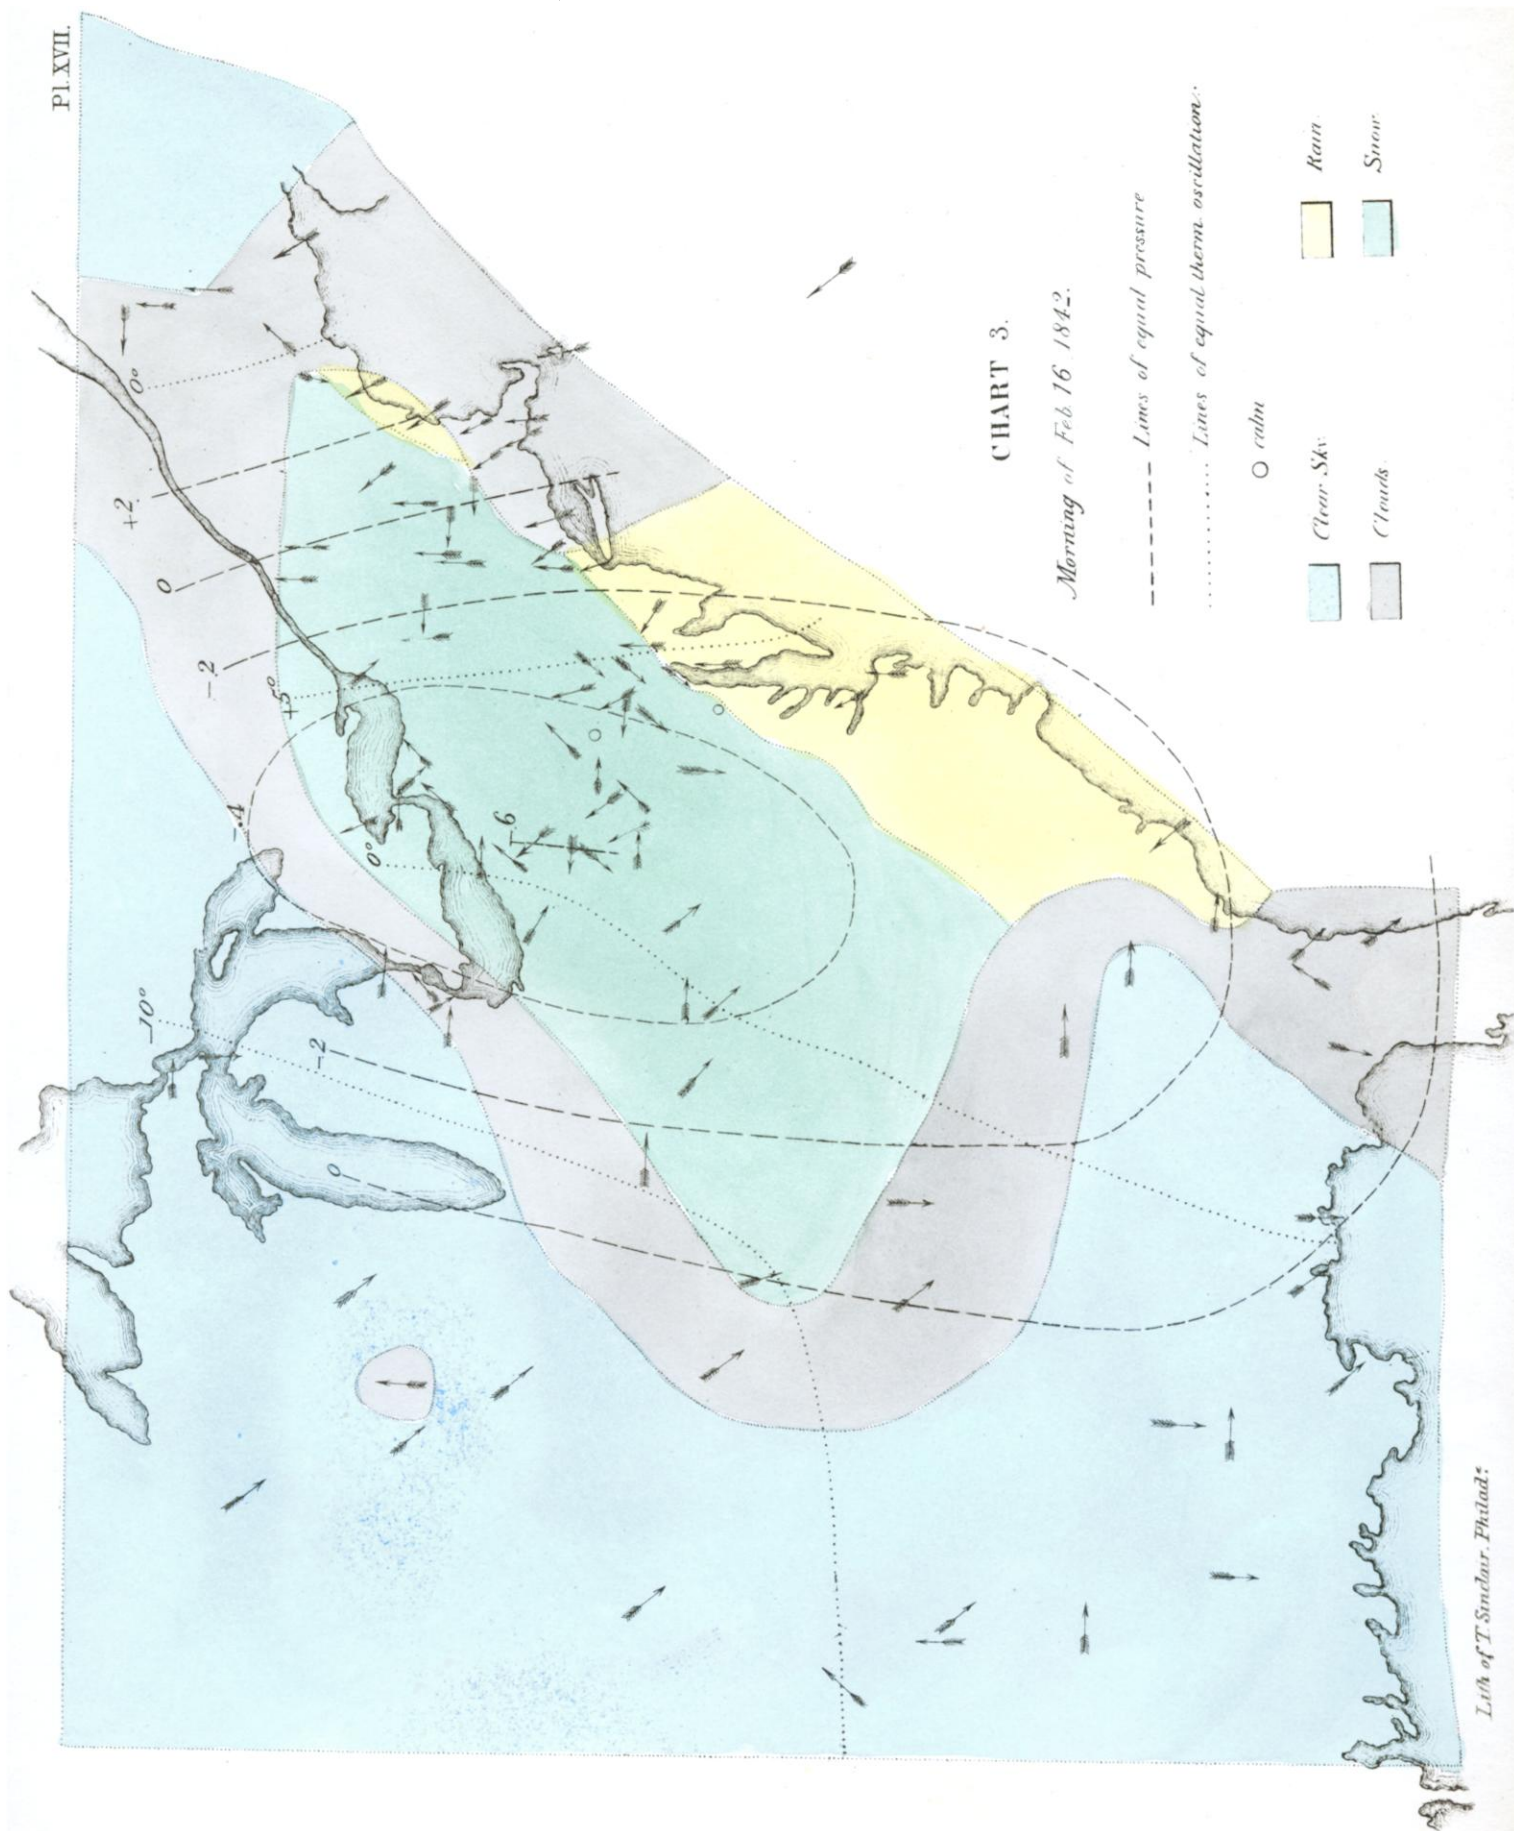 Pl. XVII.
0°
+2
0
-.2
+5°
-.4
0°
-.6
-10°
-.2
0
CHART 3.
Morning of Feb. 16 1842.
Lines of equal pressure
Lines of equal therm. oscillation.
calm
Clear Sky.
Rain.
Clouds
Snow.
Lith of T. Sinclair. Philad.ª